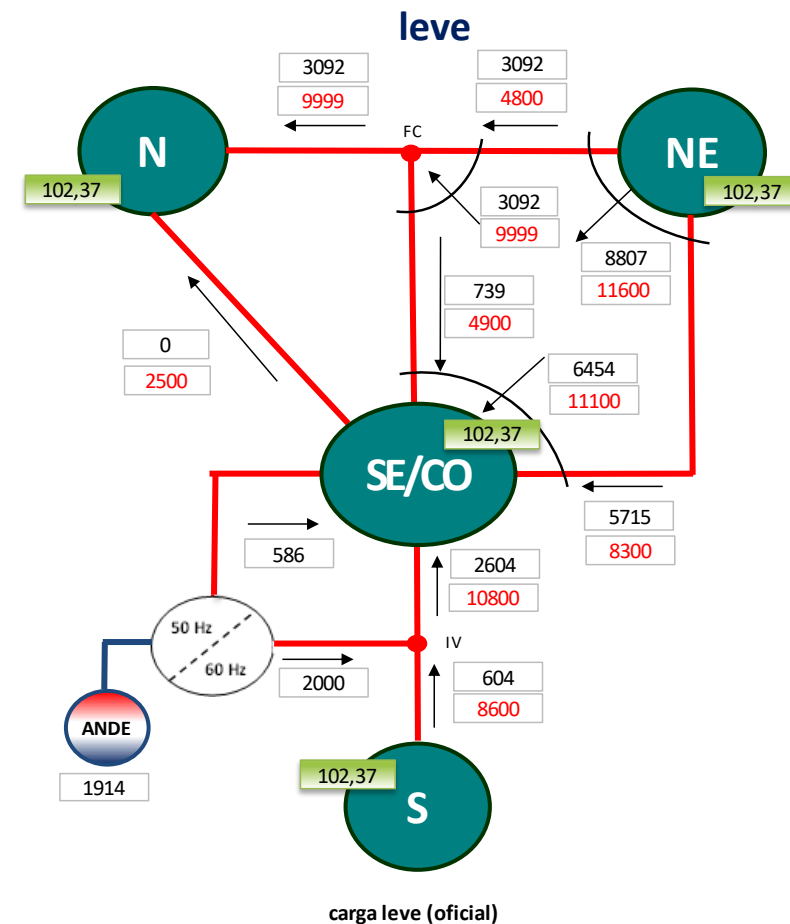 leve
3092
9999
3092
4800
FC
N
NE
102,37
102,37
3092
9999
8807
11600
739
4900
0
2500
6454
11100
102,37
SE/CO
586
5715
8300
2604
10800
50 Hz
60 Hz
IV
2000
604
8600
ANDE
1914
102,37
S
carga leve (oficial)